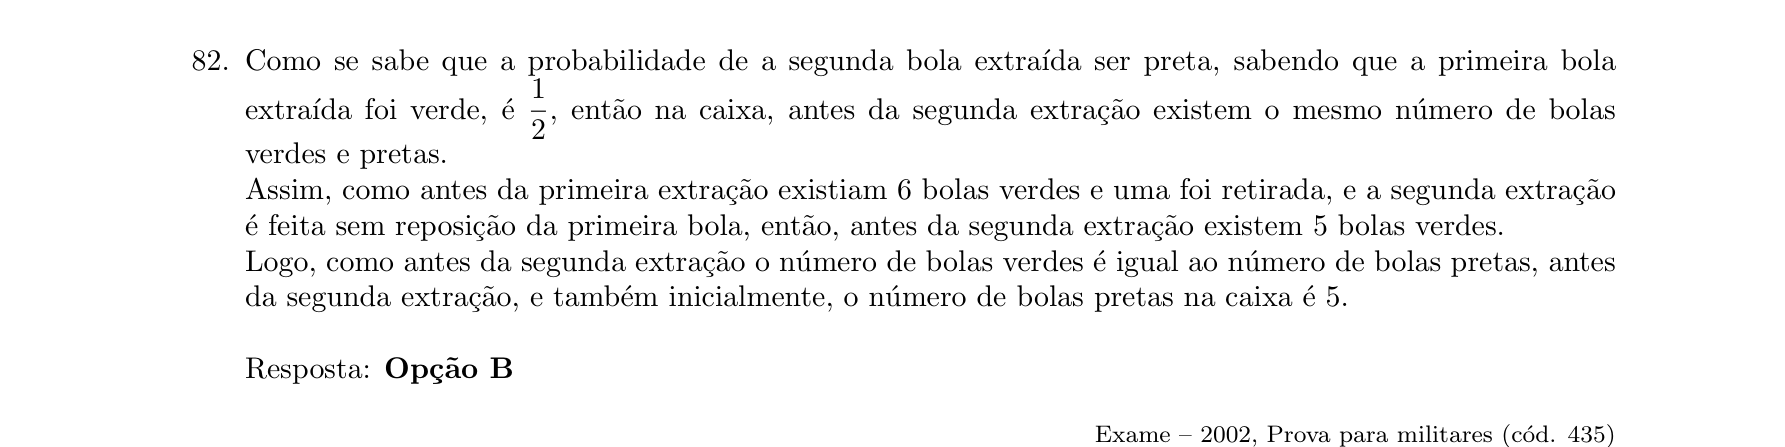 82. Como se sabe que a probabilidade de a segunda bola extraída ser preta, sabendo que a primeira bola
extraída foi verde, é 1/2, então na caixa, antes da segunda extração existem o mesmo número de bolas
verdes e pretas.
Assim, como antes da primeira extração existiam 6 bolas verdes e uma foi retirada, e a segunda extração
é feita sem reposição da primeira bola, então, antes da segunda extração existem 5 bolas verdes.
Logo, como antes da segunda extração o número de bolas verdes é igual ao número de bolas pretas, antes
da segunda extração, e também inicialmente, o número de bolas pretas na caixa é 5.
Resposta: Opção B
Exame – 2002, Prova para militares (cód. 435)